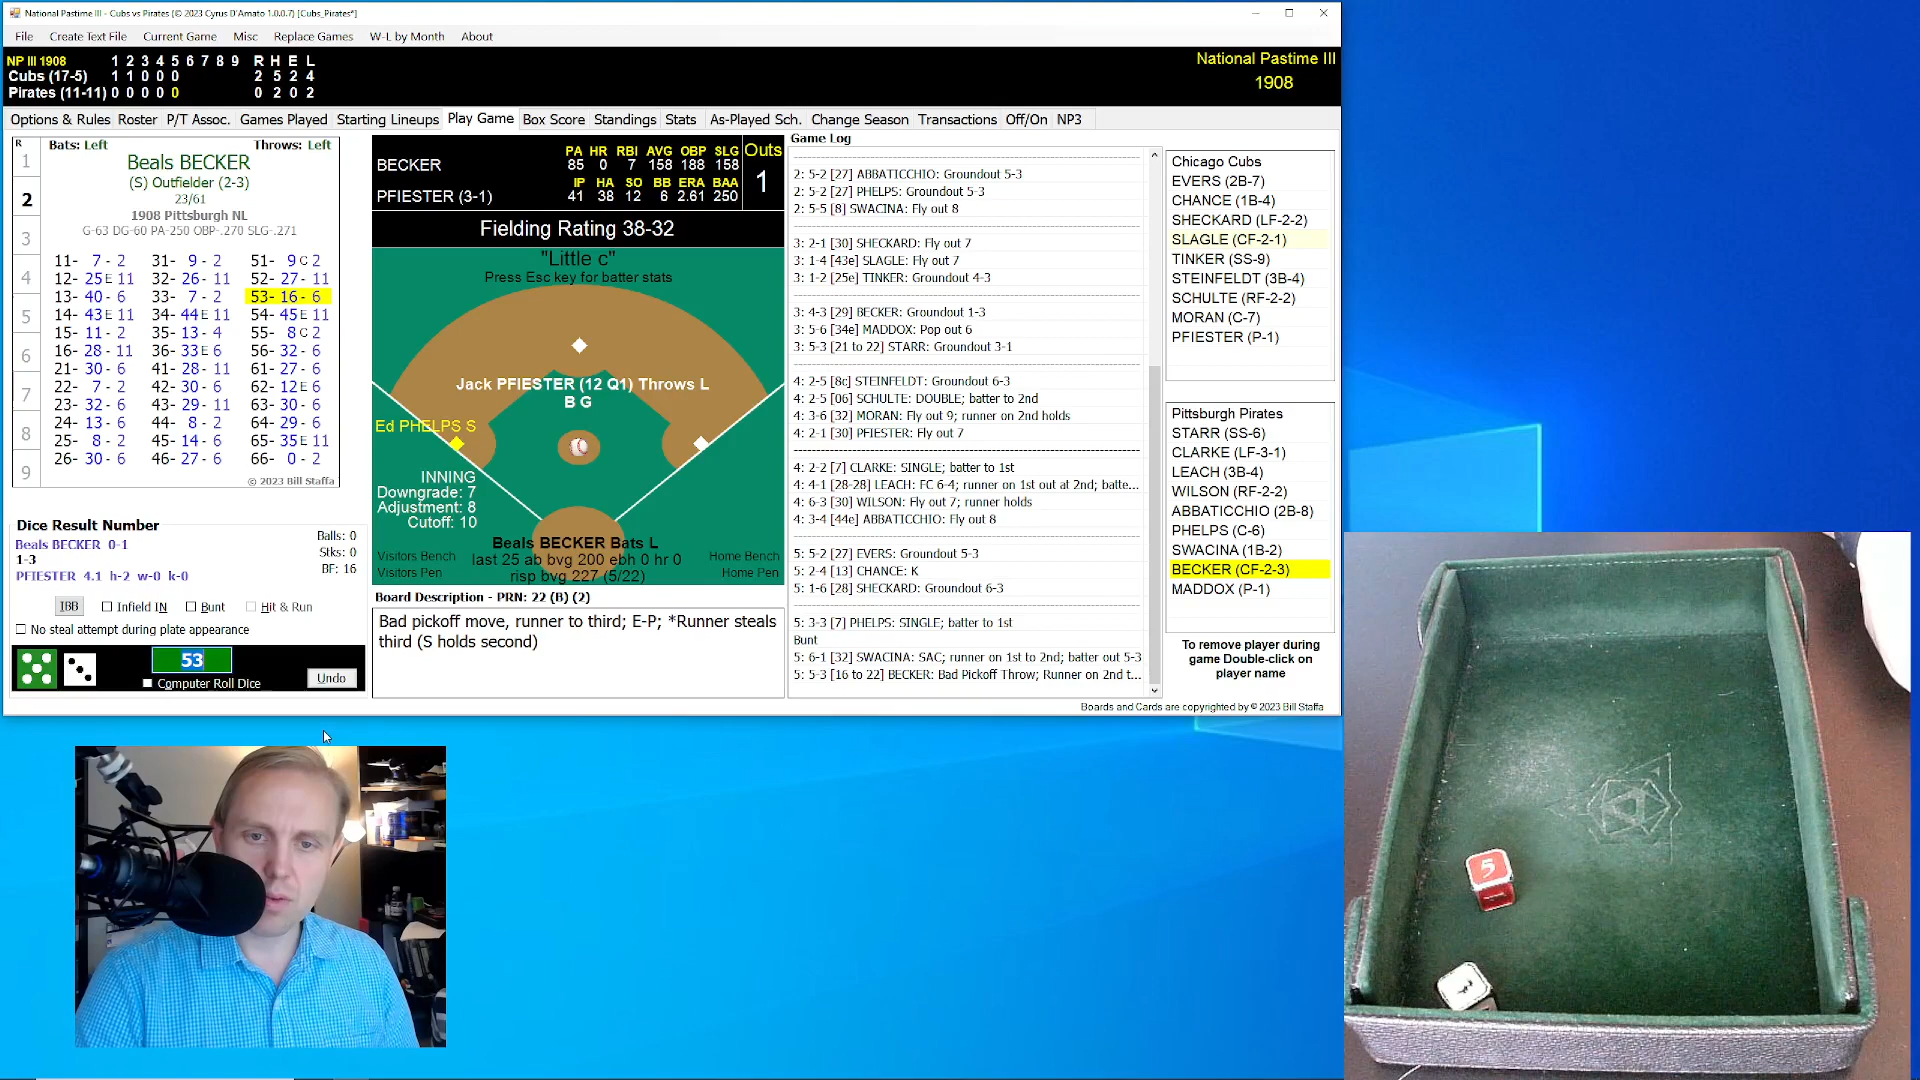 National Pastime III - Cubs vs Pirates (© 2023 Cyrus D'Amato 1.0.0.7) [Cubs_Pirates*]
File Create Text File Current Game Misc Replace Games W-L by Month About
NP III 1908 1 2 3 4 5 6 7 8 9 R H E L
Cubs (17-5) 1 1 0 0 0 2 5 2 4
Pirates (11-11) 0 0 0 0 0 0 2 0 2
National Pastime III
1908
Options & Rules Roster P/T Assoc. Games Played Starting Lineups Play Game Box Score Standings Stats As-Played Sch. Change Season Transactions Off/On NP3
R
1
2
3
4
5
6
7
8
9
Bats: Left Throws: Left
Beals BECKER
(S) Outfielder (2-3)
23/61
1908 Pittsburgh NL
G-63 DG-60 PA-250 OBP-.270 SLG-.271
11- 7 - 2 31- 9 - 2 51- 9 C 2
12- 25 E 11 32- 26 - 11 52- 27 - 11
13- 40 - 6 33- 7 - 2 53- 16 - 6
14- 43 E 11 34- 44 E 11 54- 45 E 11
15- 11 - 2 35- 13 - 4 55- 8 C 2
16- 28 - 11 36- 33 E 6 56- 32 - 6
21- 30 - 6 41- 28 - 11 61- 27 - 6
22- 7 - 2 42- 30 - 6 62- 12 E 6
23- 32 - 6 43- 29 - 11 63- 30 - 6
24- 13 - 6 44- 8 - 2 64- 29 - 6
25- 8 - 2 45- 14 - 6 65- 35 E 11
26- 30 - 6 46- 27 - 6 66- 0 - 2
© 2023 Bill Staffa
Dice Result Number
Beals BECKER 0-1
1-3
PFIESTER 4.1 h-2 w-0 k-0
Balls: 0
Stks: 0
BF: 16
IBB Infield IN Bunt Hit & Run
No steal attempt during plate appearance
53
Computer Roll Dice
Undo
PA HR RBI AVG OBP SLG Outs
BECKER 85 0 7 158 188 158
IP HA SO BB ERA BAA 1
PFIESTER (3-1) 41 38 12 6 2.61 250
Fielding Rating 38-32
"Little c"
Press Esc key for batter stats
Jack PFIESTER (12 Q1) Throws L
B G
Ed PHELPS S
INNING
Downgrade: 7
Adjustment: 8
Cutoff: 10
Beals BECKER Bats L
Visitors Bench last 25 ab bvg 200 ebh 0 hr 0 Home Bench
Visitors Pen risp bvg 227 (5/22) Home Pen
Board Description - PRN: 22 (B) (2)
Bad pickoff move, runner to third; E-P; *Runner steals
third (S holds second)
Game Log
2: 5-2 [27] ABBATICCHIO: Groundout 5-3
2: 5-2 [27] PHELPS: Groundout 5-3
2: 5-5 [8] SWACINA: Fly out 8
3: 2-1 [30] SHECKARD: Fly out 7
3: 1-4 [43e] SLAGLE: Fly out 7
3: 1-2 [25e] TINKER: Groundout 4-3
3: 4-3 [29] BECKER: Groundout 1-3
3: 5-6 [34e] MADDOX: Pop out 6
3: 5-3 [21 to 22] STARR: Groundout 3-1
4: 2-5 [8c] STEINFELDT: Groundout 6-3
4: 2-5 [06] SCHULTE: DOUBLE; batter to 2nd
4: 3-6 [32] MORAN: Fly out 9; runner on 2nd holds
4: 2-1 [30] PFIESTER: Fly out 7
4: 2-2 [7] CLARKE: SINGLE; batter to 1st
4: 4-1 [28-28] LEACH: FC 6-4; runner on 1st out at 2nd; batte...
4: 6-3 [30] WILSON: Fly out 7; runner holds
4: 3-4 [44e] ABBATICCHIO: Fly out 8
5: 5-2 [27] EVERS: Groundout 5-3
5: 2-4 [13] CHANCE: K
5: 1-6 [28] SHECKARD: Groundout 6-3
5: 3-3 [7] PHELPS: SINGLE; batter to 1st
Bunt
5: 6-1 [32] SWACINA: SAC; runner on 1st to 2nd; batter out 5-3
5: 5-3 [16 to 22] BECKER: Bad Pickoff Throw; Runner on 2nd t...
Chicago Cubs
EVERS (2B-7)
CHANCE (1B-4)
SHECKARD (LF-2-2)
SLAGLE (CF-2-1)
TINKER (SS-9)
STEINFELDT (3B-4)
SCHULTE (RF-2-2)
MORAN (C-7)
PFIESTER (P-1)
Pittsburgh Pirates
STARR (SS-6)
CLARKE (LF-3-1)
LEACH (3B-4)
WILSON (RF-2-2)
ABBATICCHIO (2B-8)
PHELPS (C-6)
SWACINA (1B-2)
BECKER (CF-2-3)
MADDOX (P-1)
To remove player during
game Double-click on
player name
Boards and Cards are copyrighted by © 2023 Bill Staffa
5